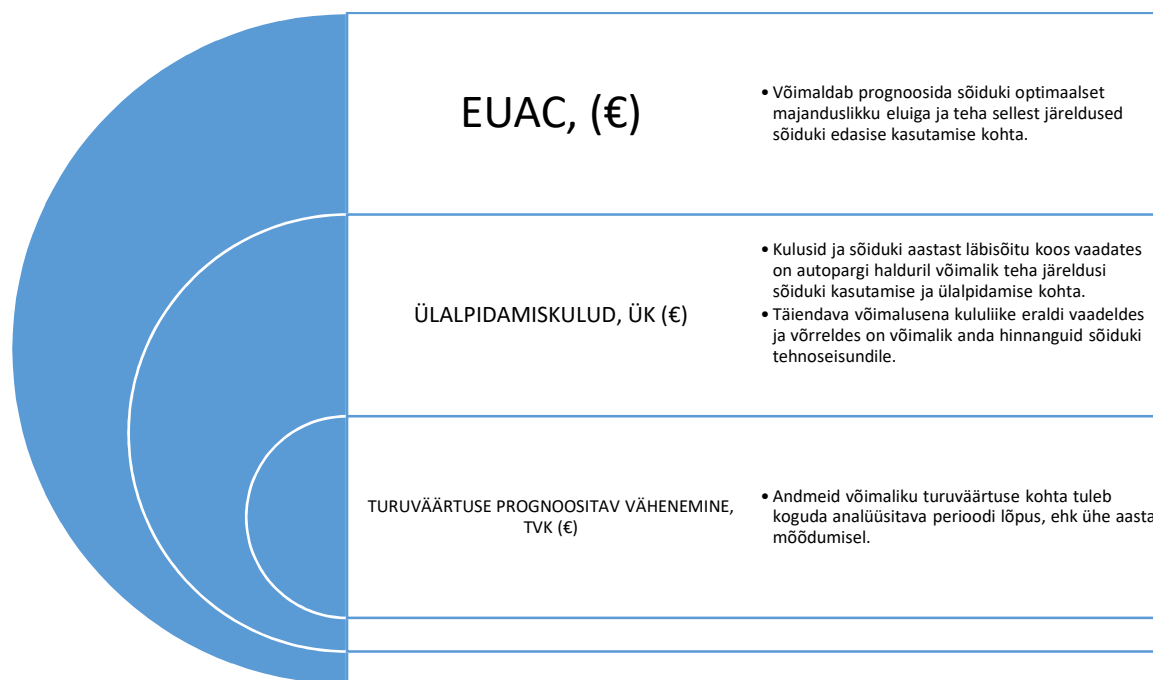 EUAC, (€)
• Võimaldab prognoosida sõiduki optimaalset
majanduslikku eluiga ja teha sellest järeldused
sõiduki edasise kasutamise kohta.
ÜLALPIDAMISKULUD, ÜK (€)
• Kulusid ja sõiduki aastast läbisõitu koos vaadates
on autopargi halduril võimalik teha järeldusi
sõiduki kasutamise ja ülalpidamise kohta.
• Täiendava võimalusena kululiike eraldi vaadeldes
ja võrreldes on võimalik anda hinnanguid sõiduki
tehnoseisundile.
TURUVÄÄRTUSE PROGNOOSITAV VÄHENEMINE,
TVK (€)
• Andmeid võimaliku turuväärtuse kohta tuleb
koguda analüüsitava perioodi lõpus, ehk ühe aasta
möödumisel.